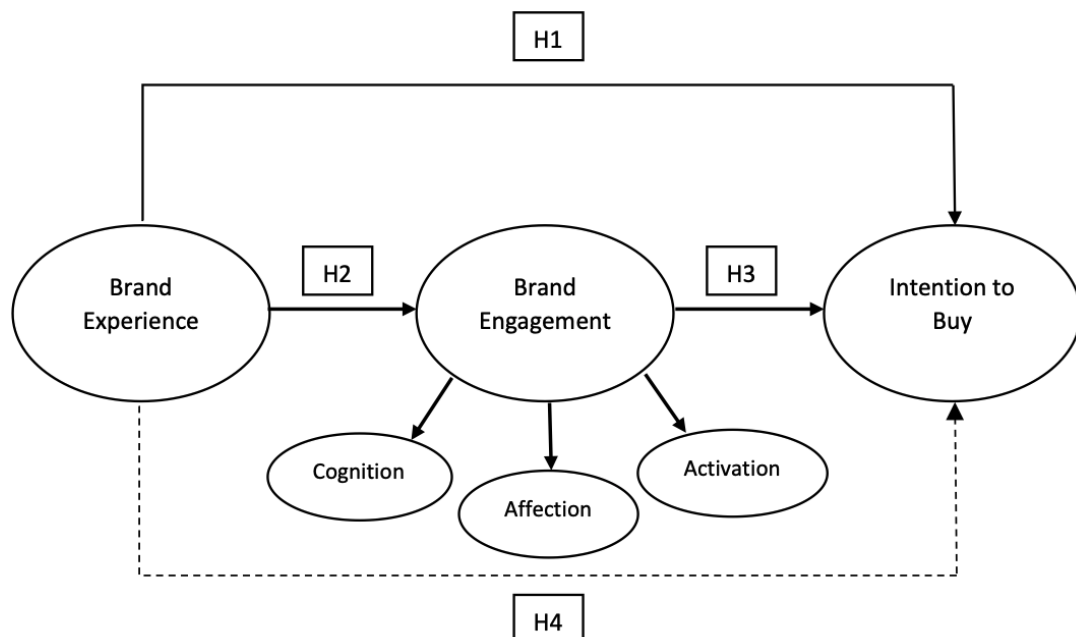 H1
Brand
Experience
H2
Brand
Engagement
H3
Intention to
Buy
Cognition
Affection
Activation
H4